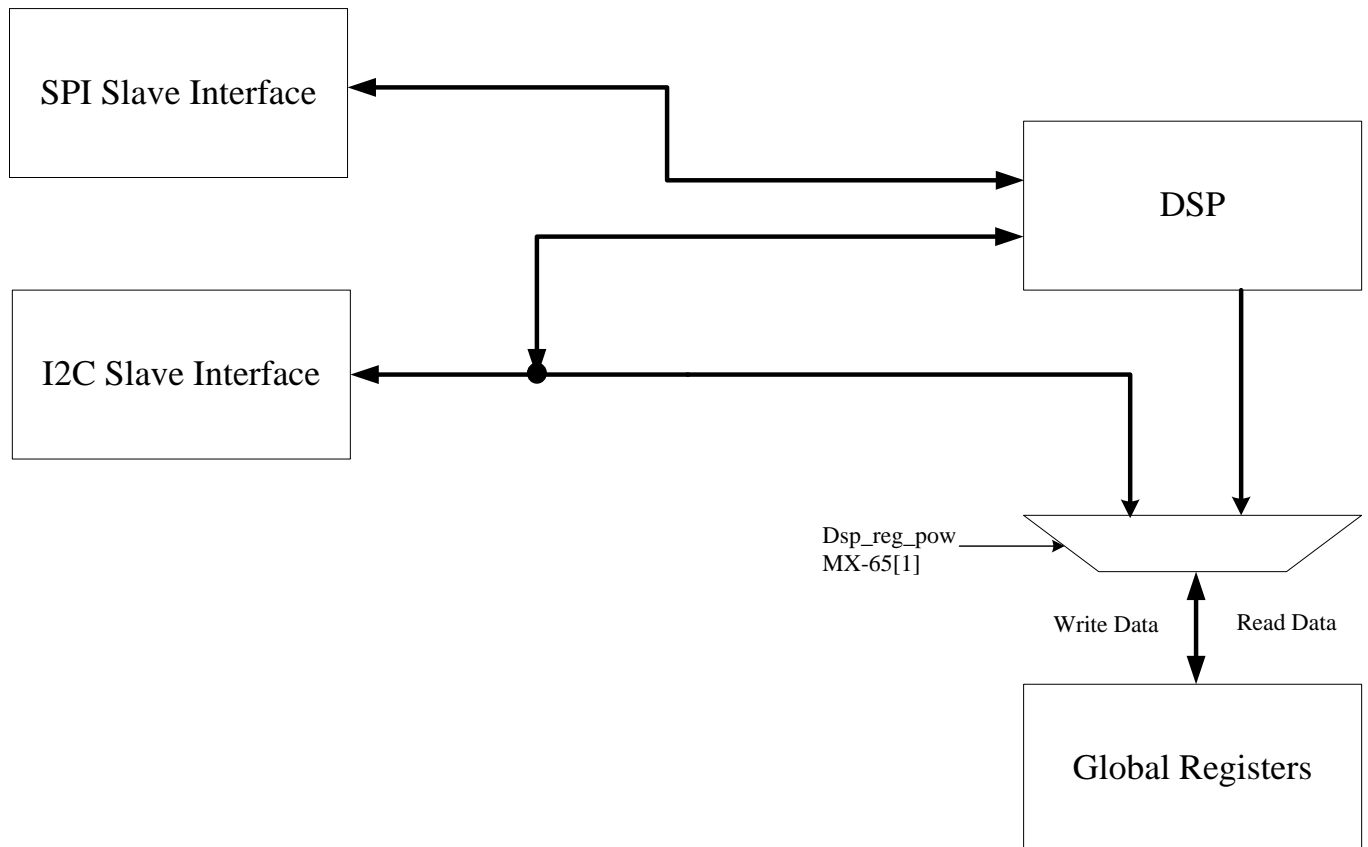 SPI Slave Interface
DSP
I2C Slave Interface
Dsp_reg_pow
MX-65[1]
Write Data
Read Data
Global Registers